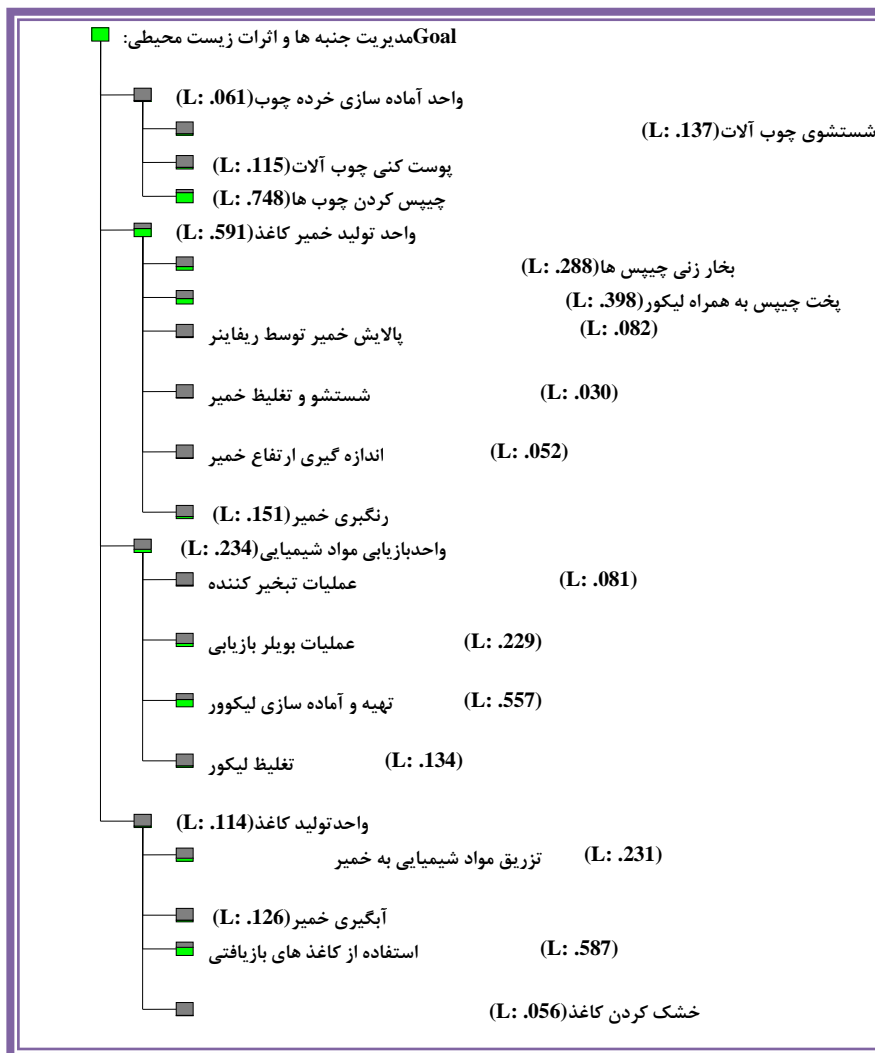 Goalمدیریت جنبه ها و اثرات زیست محیطی:
واحد آماده سازی خرده چوب(L: .061)
شستشوی چوب آلات(L: .137)
پوست کنی چوب آلات(L: .115)
چیپس کردن چوب ها(L: .748)
واحد تولید خمیر کاغذ(L: .591)
بخار زنی چیپس ها(L: .288)
پخت چیپس به همراه لیکور(L: .398)
پالایش خمیر توسط ریفاینر (L: .082)
شستشو و تغلیظ خمیر (L: .030)
اندازه گیری ارتفاع خمیر (L: .052)
رنگبری خمیر(L: .151)
واحدبازیابی مواد شیمیایی(L: .234)
عملیات تبخیر کننده (L: .081)
عملیات بویلر بازیابی (L: .229)
تهیه و آماده سازی لیکوور (L: .557)
تغلیظ لیکور (L: .134)
واحدتولید کاغذ(L: .114)
تزریق مواد شیمیایی به خمیر (L: .231)
آبگیری خمیر(L: .126)
استفاده از کاغذ های بازیافتی (L: .587)
خشک کردن کاغذ(L: .056)